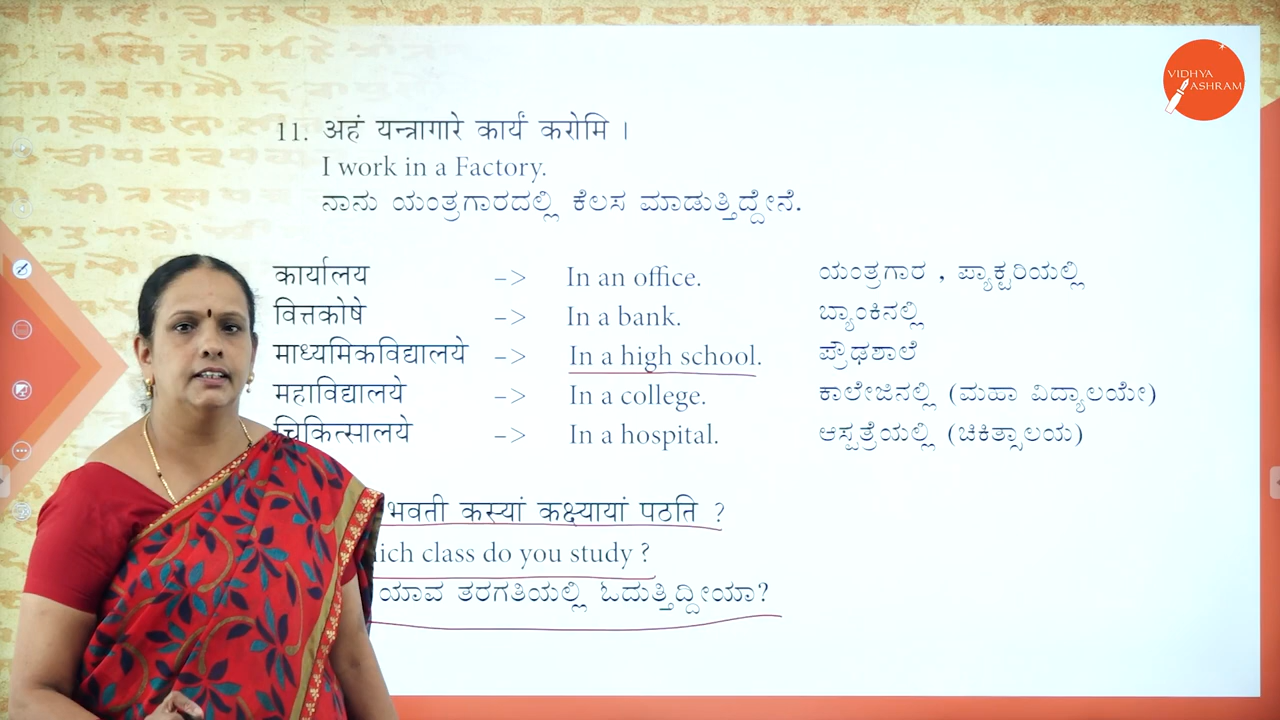 VIDHYA
ASHRAM
11. अहं यन्त्रागारे कार्यं करोमि ।
I work in a Factory.
ನಾನು ಯಂತ್ರಗಾರದಲ್ಲಿ ಕೆಲಸ ಮಾಡುತ್ತಿದ್ದೇನೆ.
कार्यालय -> In an office. ಯಂತ್ರಗಾರ , ಪ್ಯಾಕ್ಟರಿಯಲ್ಲಿ
वित्तकोषे -> In a bank. ಬ್ಯಾಂಕಿನಲ್ಲಿ
माध्यमिकविद्यालये -> In a high school. ಪ್ರೌಢಶಾಲೆ
महाविद्यालये -> In a college. ಕಾಲೇಜಿನಲ್ಲಿ (ಮಹಾ ವಿದ್ಯಾಲಯೇ)
चिकित्सालये -> In a hospital. ಆಸ್ಪತ್ರೆಯಲ್ಲಿ (ಚಿಕಿತ್ಸಾಲಯ)
भवती कस्यां कक्ष्यायां पठति ?
class do you study ?
ಯಾವ ತರಗತಿಯಲ್ಲಿ ಓದುತ್ತಿದ್ದೀಯಾ?